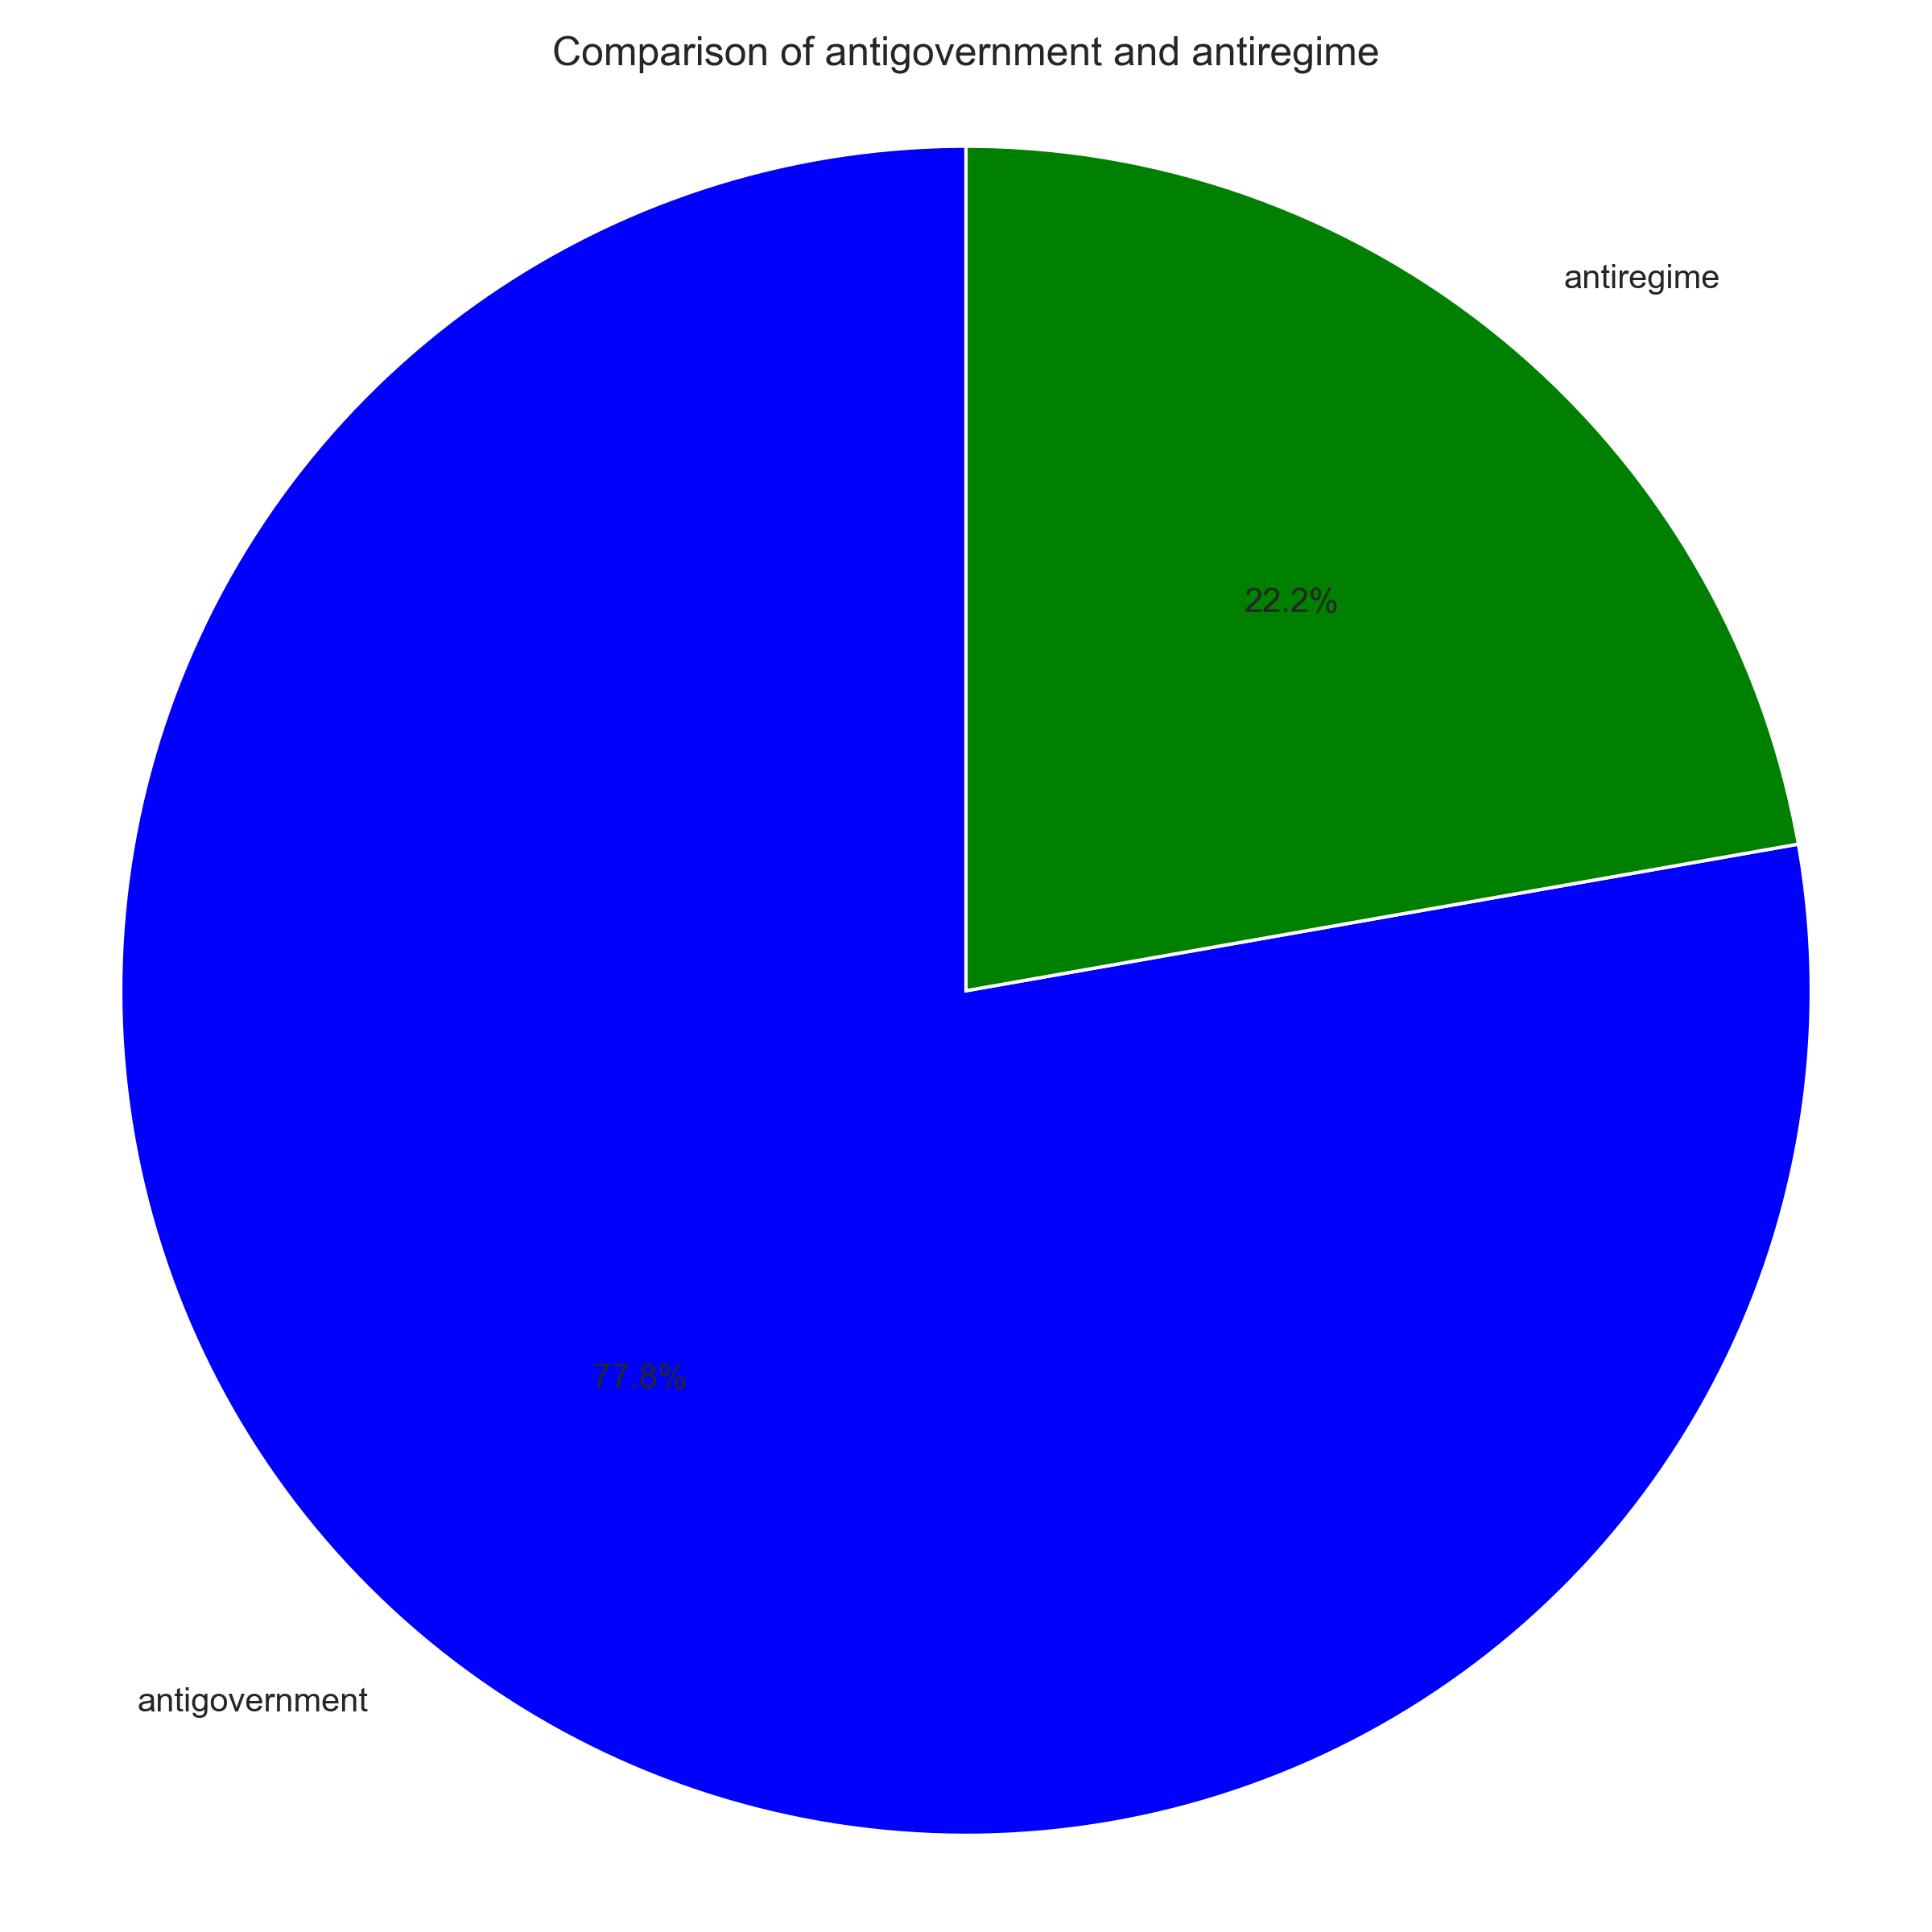 Comparison of antigovernment and antiregime
antiregime
22.2%
77.8%
antigovernment